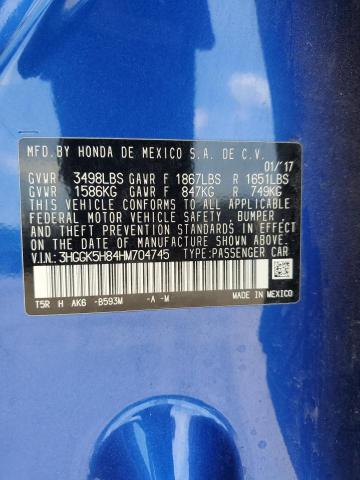 MFD.BY HONDA DE MEXICO S.A. DE C.V.
01/17
GVWR 3498LBS GAWR F 1867LBS R 1651LBS
GVWR 1586KG GAWR F 847KG R 749KG
THIS VEHICLE CONFORMS TO ALL APPLICABLE
FEDERAL MOTOR VEHICLE SAFETY, BUMPER,
AND THEFT PREVENTION STANDARDS IN EFFECT
ON THE DATE OF MANUFACTURE SHOWN ABOVE.
V.I.N.: 3HGGK5H84HM704745 TYPE:PASSENGER CAR
T5R H AK6 -B593M -A -M MADE IN MEXICO